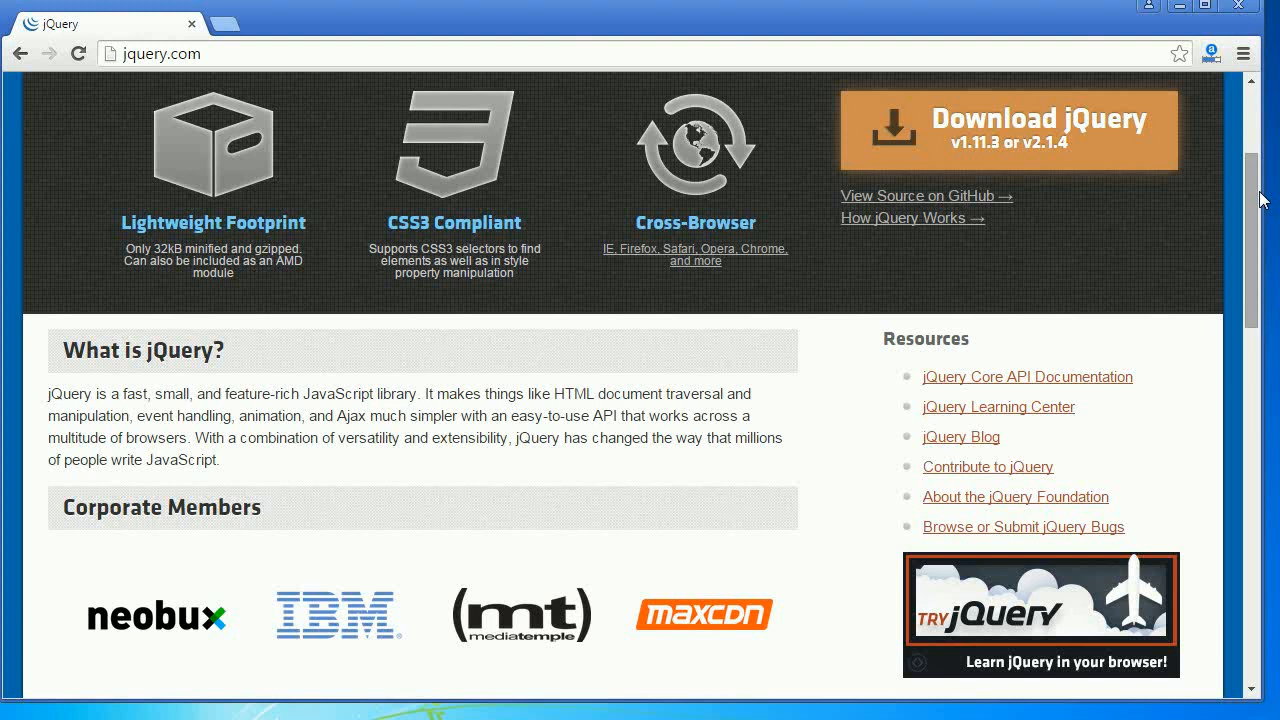 jQuery
jquery.com
Lightweight Footprint
Only 32kB minified and gzipped.
Can also be included as an AMD
module
CSS3 Compliant
Supports CSS3 selectors to find
elements as well as in style
property manipulation
Cross-Browser
IE, Firefox, Safari, Opera, Chrome,
and more
Download jQuery
v1.11.3 or v2.1.4
View Source on GitHub →
How jQuery Works →
What is jQuery?
jQuery is a fast, small, and feature-rich JavaScript library. It makes things like HTML document traversal and
manipulation, event handling, animation, and Ajax much simpler with an easy-to-use API that works across a
multitude of browsers. With a combination of versatility and extensibility, jQuery has changed the way that millions
of people write JavaScript.
Corporate Members
neobux
IBM
(mt)
mediatemple
maxcdn
Resources
jQuery Core API Documentation
jQuery Learning Center
jQuery Blog
Contribute to jQuery
About the jQuery Foundation
Browse or Submit jQuery Bugs
TRY jQuery
Learn jQuery in your browser!